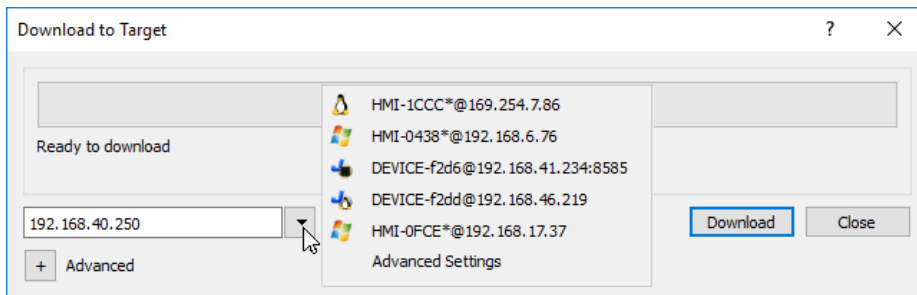 Download to Target
?
HMI-1CCC*@169.254.7.86
HMI-0438*@192.168.6.76
Ready to download
DEVICE-f2d6@192.168.41.234:8585
DEVICE-f2dd@192.168.46.219
192.168.40.250
HMI-0FCE*@192.168.17.37
Download
Close
+ Advanced
Advanced Settings